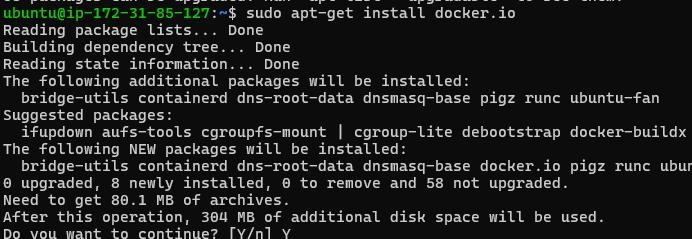 ubuntu@ip-172-31-85-127:~$ sudo apt-get install docker.io
Reading package lists... Done
Building dependency tree... Done
Reading state information... Done
The following additional packages will be installed:
bridge-utils containerd dns-root-data dnsmasq-base pigz runc ubuntu-fan
Suggested packages:
ifupdown aufs-tools cgroupfs-mount | cgroup-lite debootstrap docker-buildx
The following NEW packages will be installed:
bridge-utils containerd dns-root-data dnsmasq-base docker.io pigz runc ubun
0 upgraded, 8 newly installed, 0 to remove and 58 not upgraded.
Need to get 80.1 MB of archives.
After this operation, 304 MB of additional disk space will be used.
Do you want to continue? [Y/n] Y